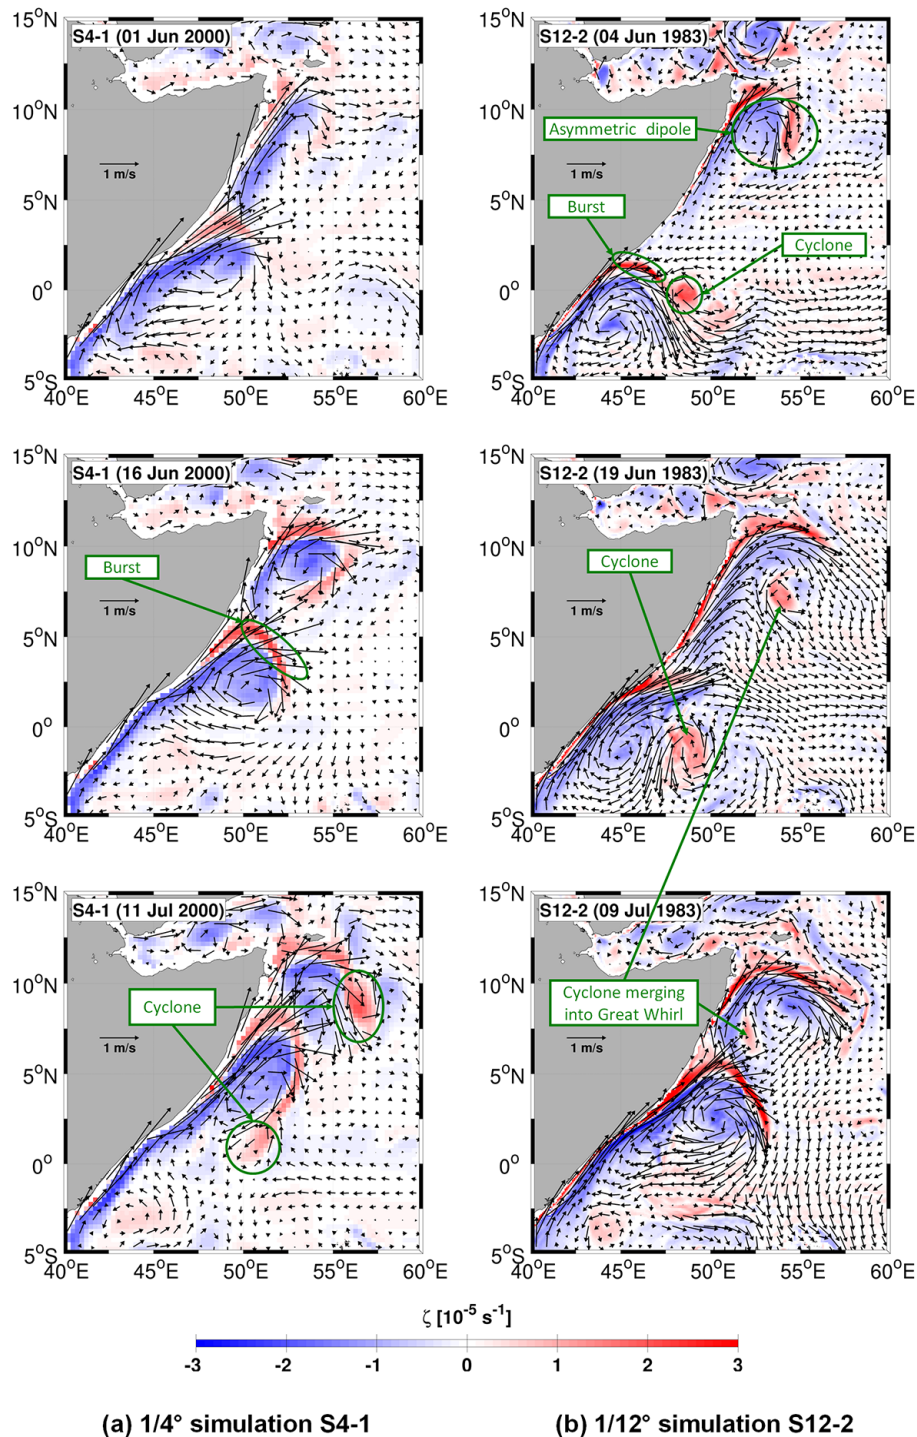 S4-1 (01 Jun 2000)
15°N
10°N
5°N
0°
5°S
1 m/s
40°E 45°E 50°E 55°E 60°E
S12-2 (04 Jun 1983)
15°N
10°N
5°N
0°
5°S
Asymmetric dipole
1 m/s
Burst
Cyclone
40°E 45°E 50°E 55°E 60°E
S4-1 (16 Jun 2000)
15°N
10°N
5°N
0°
5°S
Burst
1 m/s
40°E 45°E 50°E 55°E 60°E
S12-2 (19 Jun 1983)
15°N
10°N
5°N
0°
5°S
Cyclone
1 m/s
40°E 45°E 50°E 55°E 60°E
S4-1 (11 Jul 2000)
15°N
10°N
5°N
0°
5°S
Cyclone
1 m/s
40°E 45°E 50°E 55°E 60°E
S12-2 (09 Jul 1983)
15°N
10°N
5°N
0°
5°S
Cyclone merging
into Great Whirl
1 m/s
40°E 45°E 50°E 55°E 60°E
ζ [10⁻⁵ s⁻¹]
-3 -2 -1 0 1 2 3
(a) 1/4° simulation S4-1
(b) 1/12° simulation S12-2